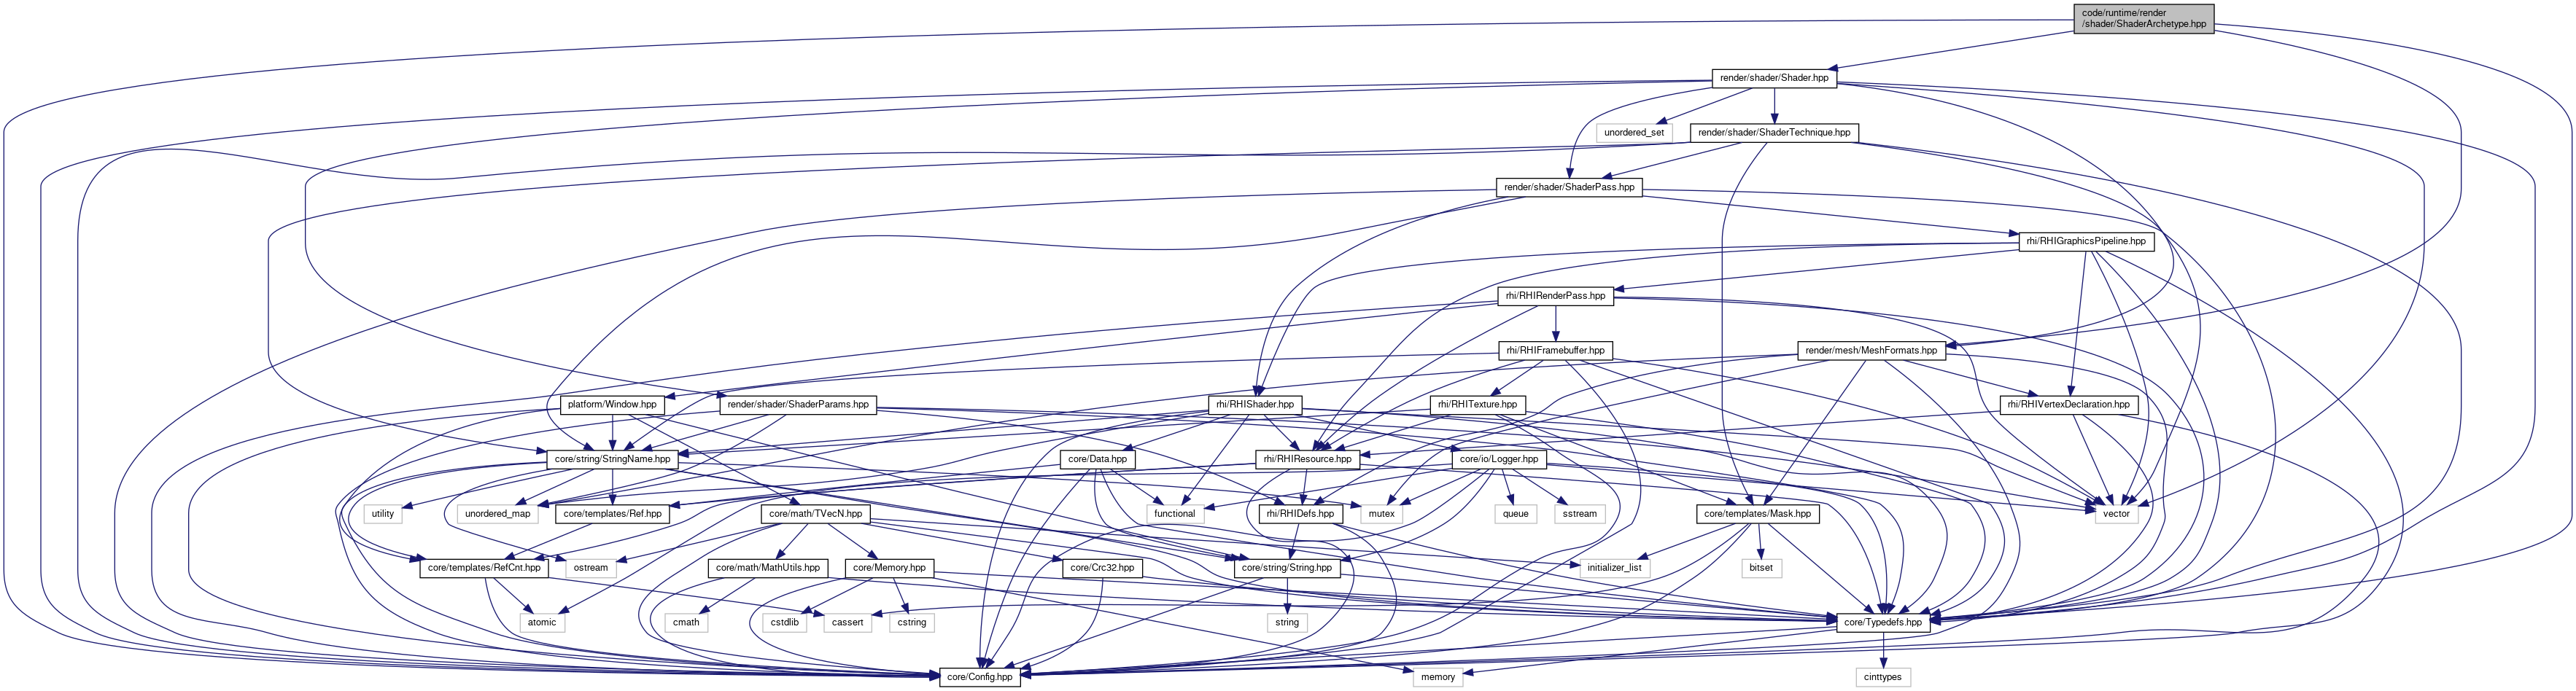 code/runtime/render
/shader/ShaderArchetype.hpp
render/shader/Shader.hpp
unordered_set
render/shader/ShaderTechnique.hpp
render/shader/ShaderPass.hpp
rhi/RHIGraphicsPipeline.hpp
rhi/RHIRenderPass.hpp
rhi/RHIFramebuffer.hpp
render/mesh/MeshFormats.hpp
platform/Window.hpp
render/shader/ShaderParams.hpp
rhi/RHIShader.hpp
rhi/RHITexture.hpp
rhi/RHIVertexDeclaration.hpp
core/string/StringName.hpp
core/Data.hpp
rhi/RHIResource.hpp
core/io/Logger.hpp
utility
unordered_map
core/templates/Ref.hpp
core/math/TVecN.hpp
functional
rhi/RHIDefs.hpp
mutex
queue
sstream
core/templates/Mask.hpp
vector
core/templates/RefCnt.hpp
ostream
core/math/MathUtils.hpp
core/Memory.hpp
core/Crc32.hpp
core/string/String.hpp
initializer_list
bitset
atomic
cmath
cstdlib
cassert
cstring
string
core/Typedefs.hpp
core/Config.hpp
memory
cinttypes